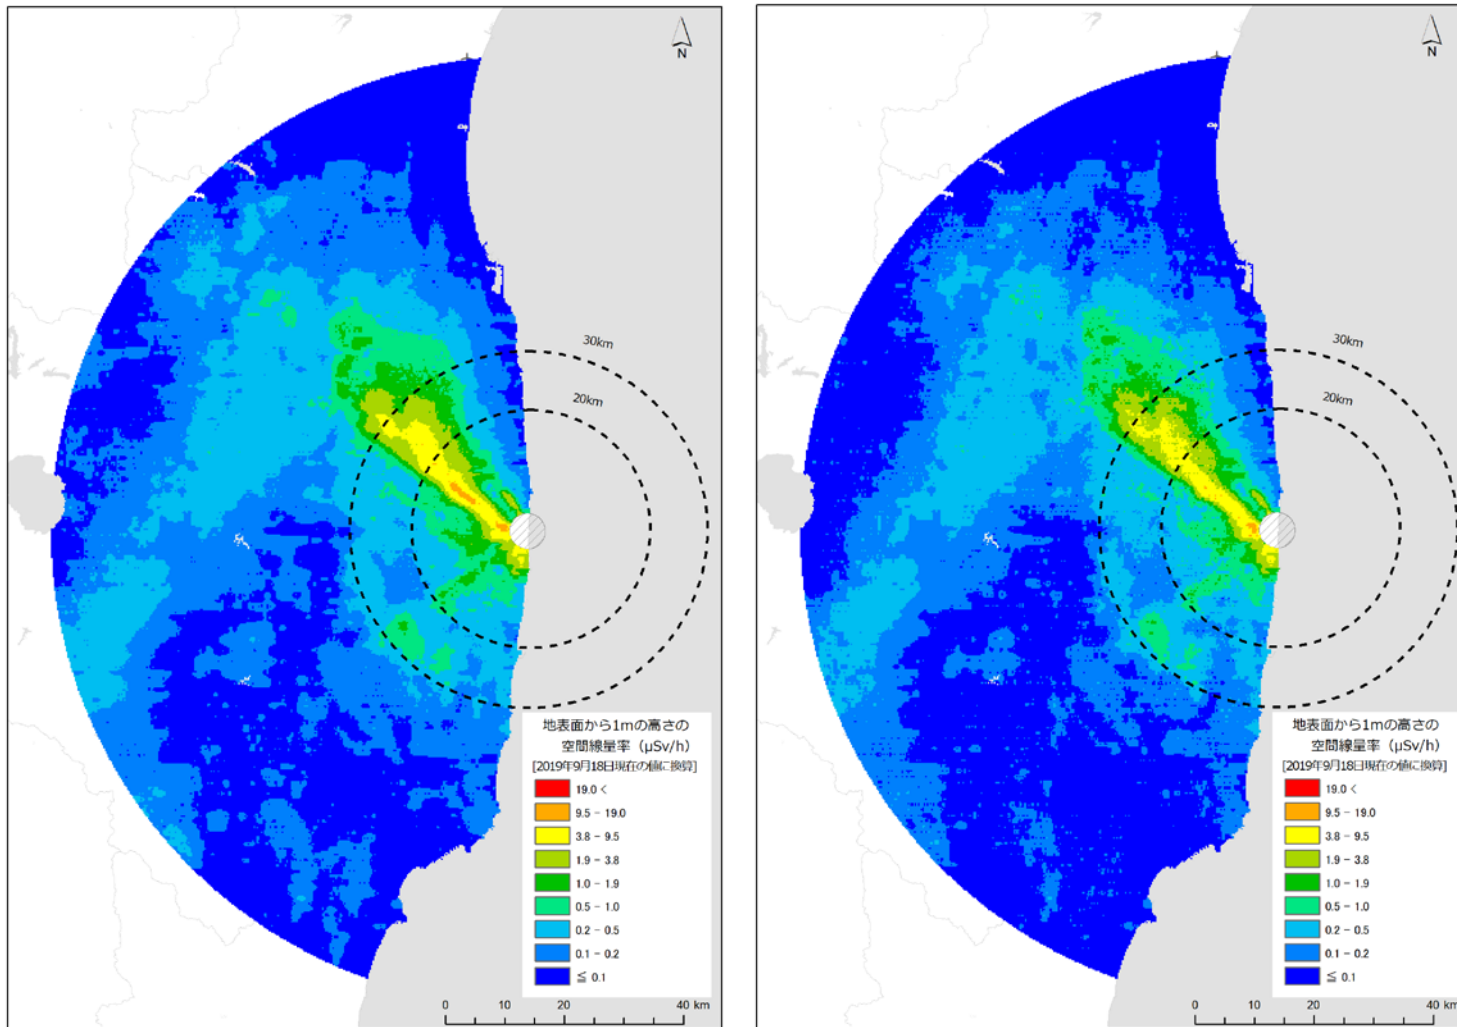 N
30km
20km
地表面から1mの高さの
空間線量率（μSv/h）
[2019年9月18日現在の値に換算]
19.0 <
9.5 – 19.0
3.8 – 9.5
1.9 – 3.8
1.0 – 1.9
0.5 – 1.0
0.2 – 0.5
0.1 – 0.2
≦ 0.1
0 10 20 40 km
N
30km
20km
地表面から1mの高さの
空間線量率（μSv/h）
[2019年9月18日現在の値に換算]
19.0 <
9.5 – 19.0
3.8 – 9.5
1.9 – 3.8
1.0 – 1.9
0.5 – 1.0
0.2 – 0.5
0.1 – 0.2
≦ 0.1
0 10 20 40 km